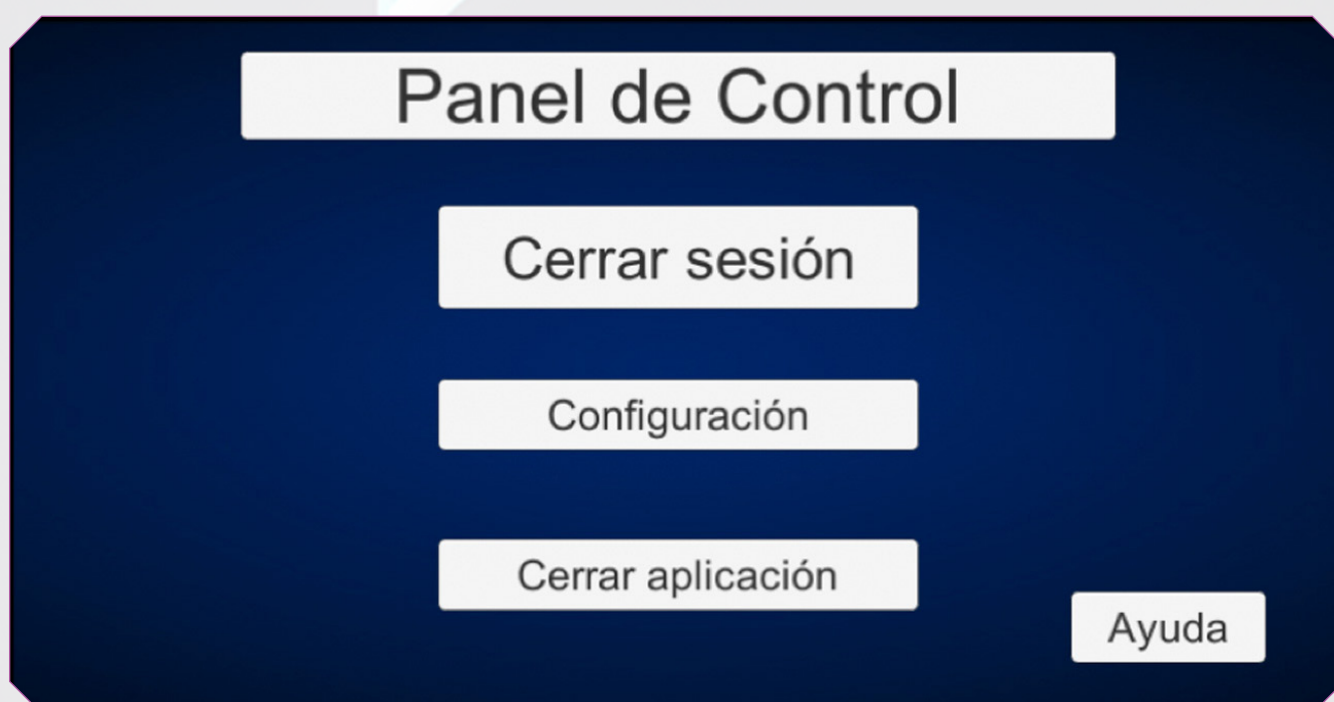 Panel de Control
Cerrar sesión
Configuración
Cerrar aplicación
Ayuda